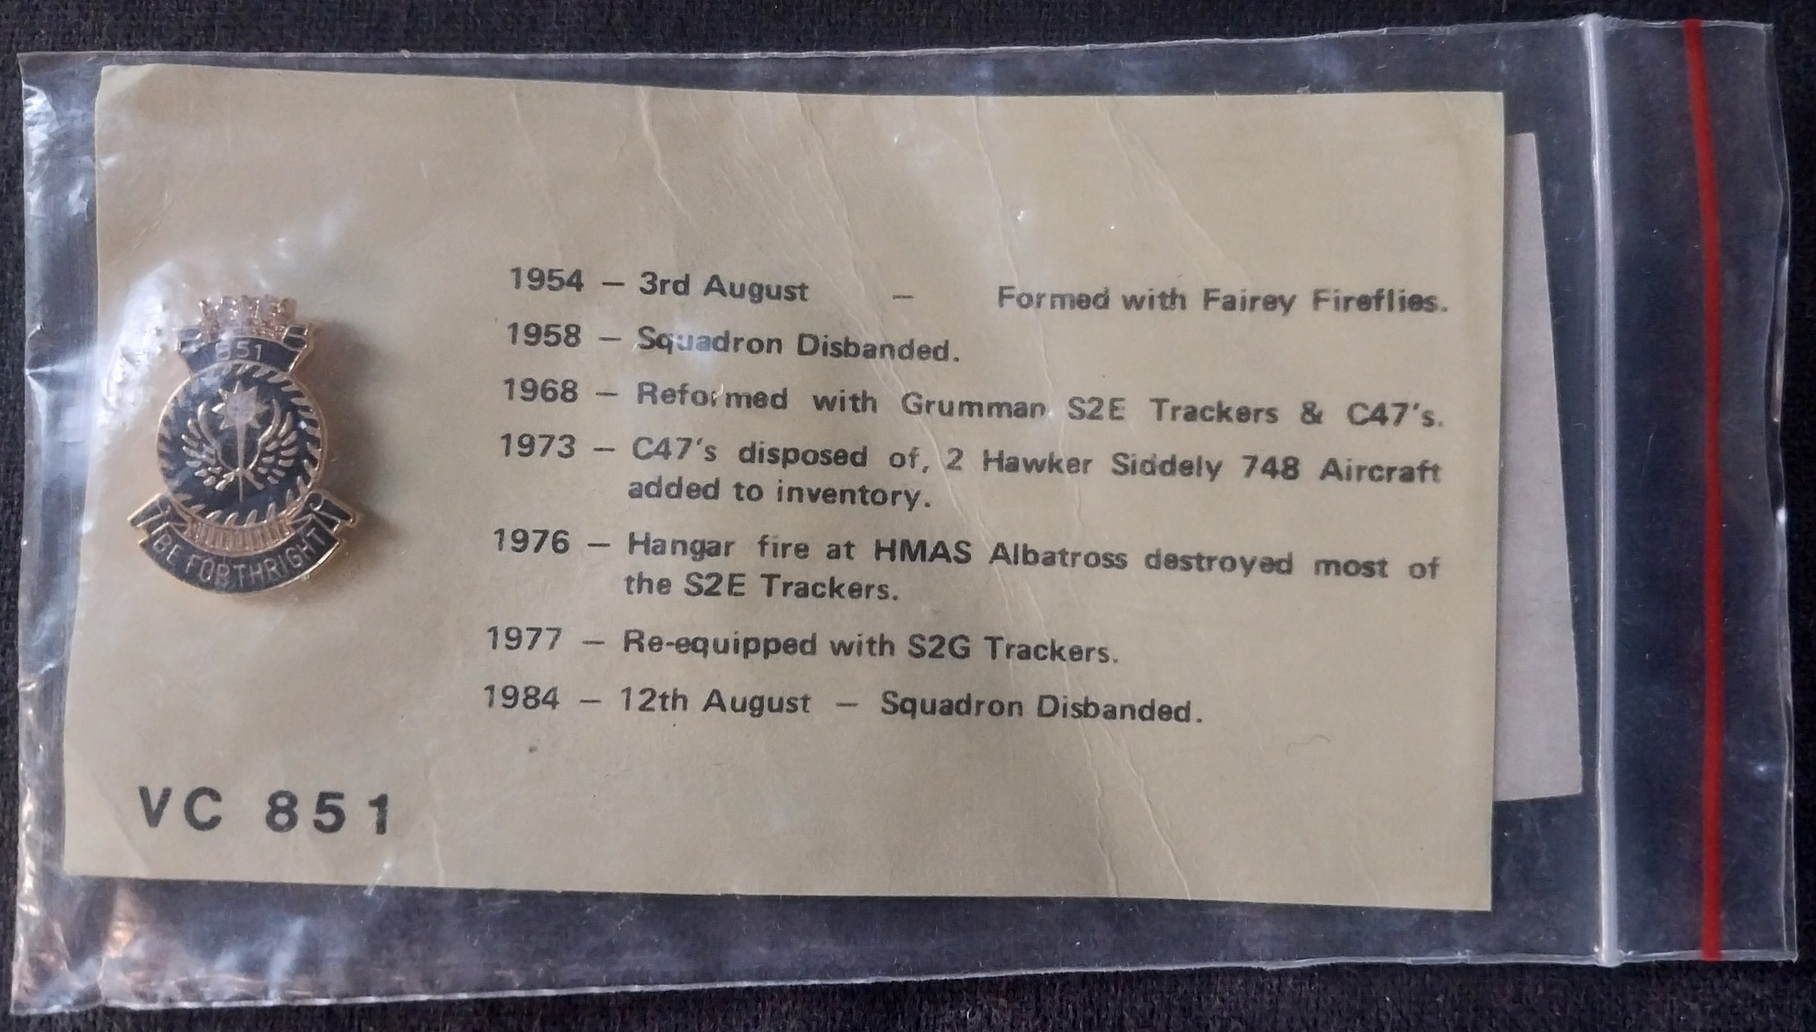 851
BE FORTHRIGHT
1954 – 3rd August – Formed with Fairey Fireflies.
1958 – Squadron Disbanded.
1968 – Reformed with Grumman S2E Trackers & C47's.
1973 – C47's disposed of, 2 Hawker Siddely 748 Aircraft
added to inventory.
1976 – Hangar fire at HMAS Albatross destroyed most of
the S2E Trackers.
1977 – Re-equipped with S2G Trackers.
1984 – 12th August – Squadron Disbanded.
VC 851